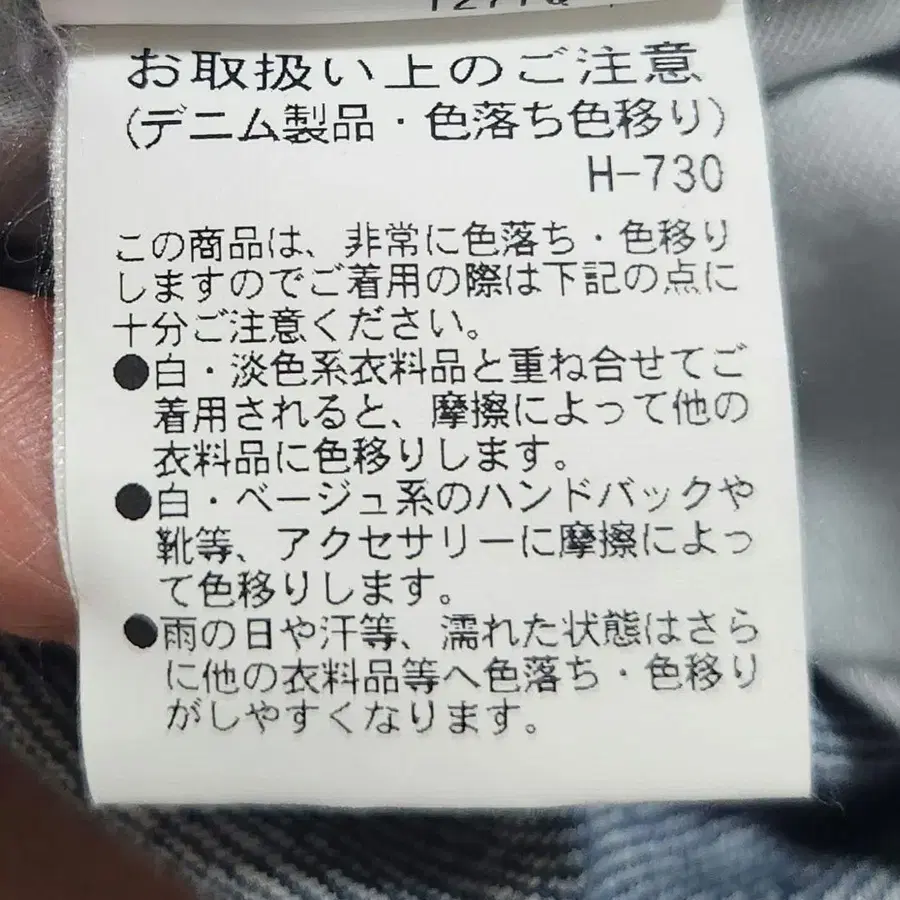 お取扱い上のご注意
(デニム製品・色落ち色移り)
H-730
この商品は、非常に色落ち・色移り
しますのでご着用の際は下記の点に
十分ご注意ください。
●白・淡色系衣料品と重ね合せてご
着用されると、摩擦によって他の
衣料品に色移りします。
●白・ベージュ系のハンドバックや
靴等、アクセサリーに摩擦によっ
て色移りします。
●雨の日や汗等、濡れた状態はさら
に他の衣料品等へ色落ち・色移り
がしやすくなります。